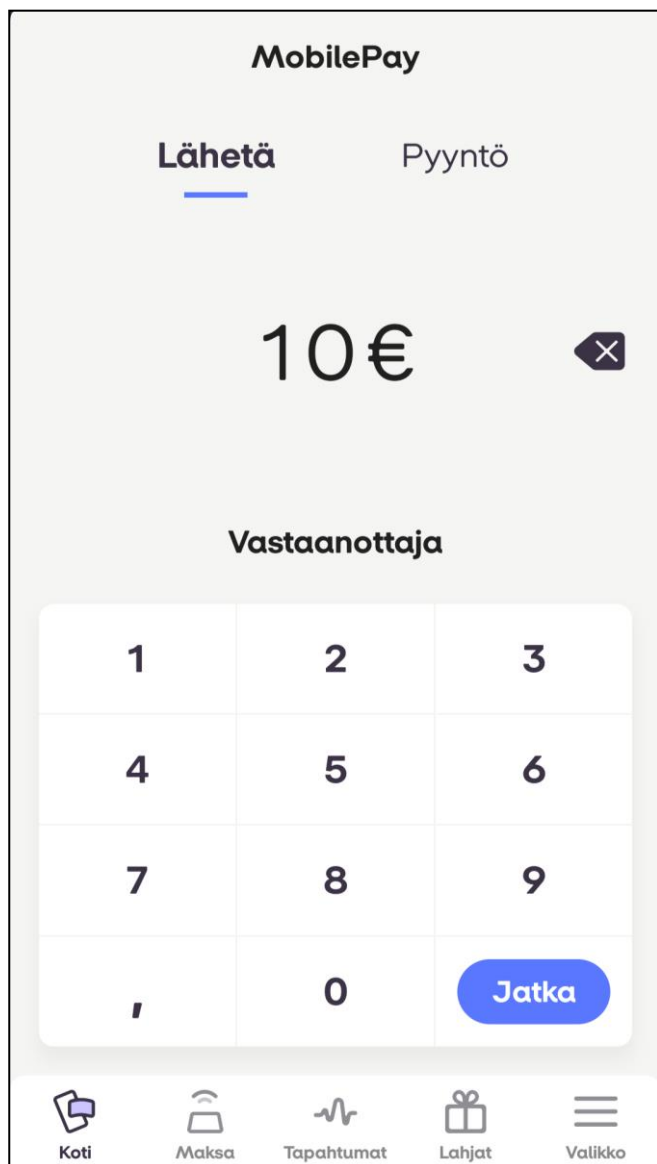 MobilePay
Lähetä Pyyntö
10€
Vastaanottaja
1 2 3
4 5 6
7 8 9
, 0 Jatka
Koti Maksa Tapahtumat Lahjat Valikko